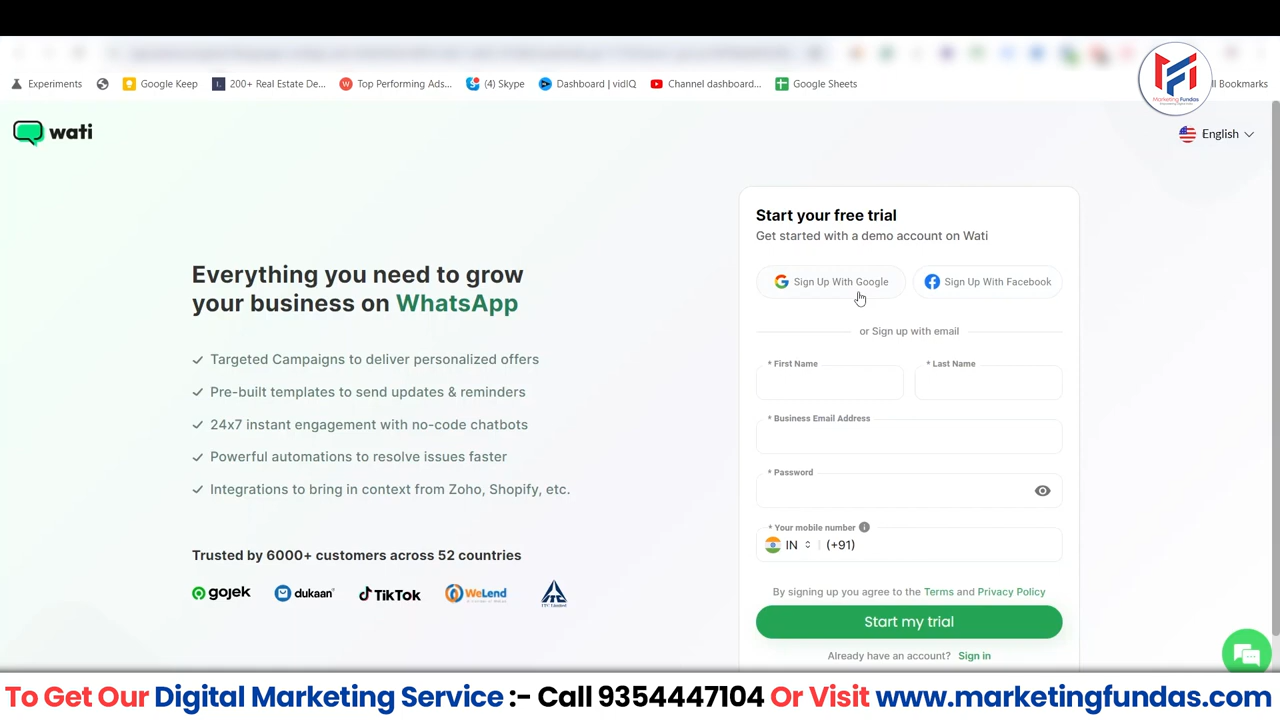 Experiments
Google Keep
200+ Real Estate De...
Top Performing Ads...
(4) Skype
Dashboard | vidIQ
Channel dashboard...
Google Sheets
ll Bookmarks
Marketing Fundas
wati
English
Everything you need to grow
your business on WhatsApp
Targeted Campaigns to deliver personalized offers
Pre-built templates to send updates & reminders
24x7 instant engagement with no-code chatbots
Powerful automations to resolve issues faster
Integrations to bring in context from Zoho, Shopify, etc.
Trusted by 6000+ customers across 52 countries
gojek
dukaan
TikTok
WeLend
ITC Limited
Start your free trial
Get started with a demo account on Wati
Sign Up With Google
Sign Up With Facebook
or Sign up with email
* First Name
* Last Name
* Business Email Address
* Password
* Your mobile number
IN (+91)
By signing up you agree to the Terms and Privacy Policy
Start my trial
Already have an account? Sign in
To Get Our Digital Marketing Service :- Call 9354447104 Or Visit www.marketingfundas.com